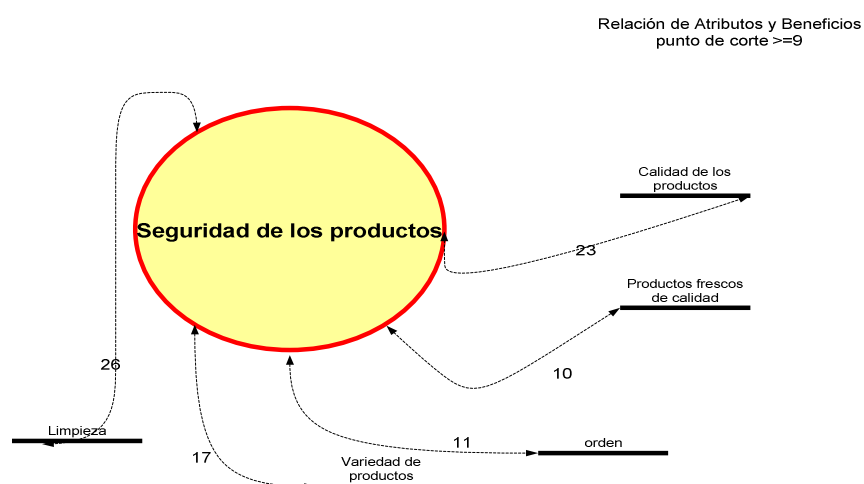 Relación de Atributos y Beneficios
punto de corte >=9
Calidad de los
productos
Seguridad de los productos
23
Productos frescos
de calidad
26
10
Limpieza
11
orden
17
Variedad de
productos